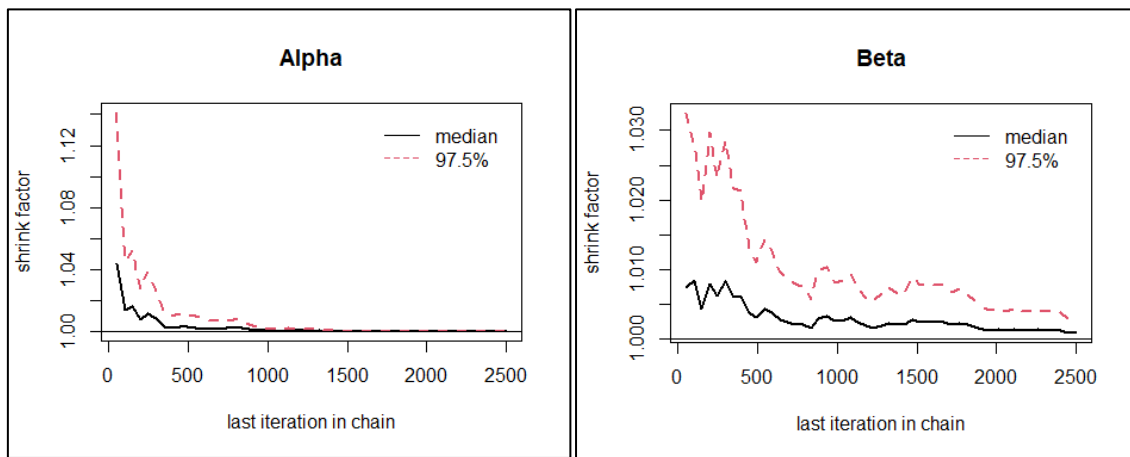 Alpha
median
97.5%
shrink factor
1.12
1.08
1.04
1.00
0 500 1000 1500 2000 2500
last iteration in chain
Beta
median
97.5%
shrink factor
1.030
1.020
1.010
1.000
0 500 1000 1500 2000 2500
last iteration in chain